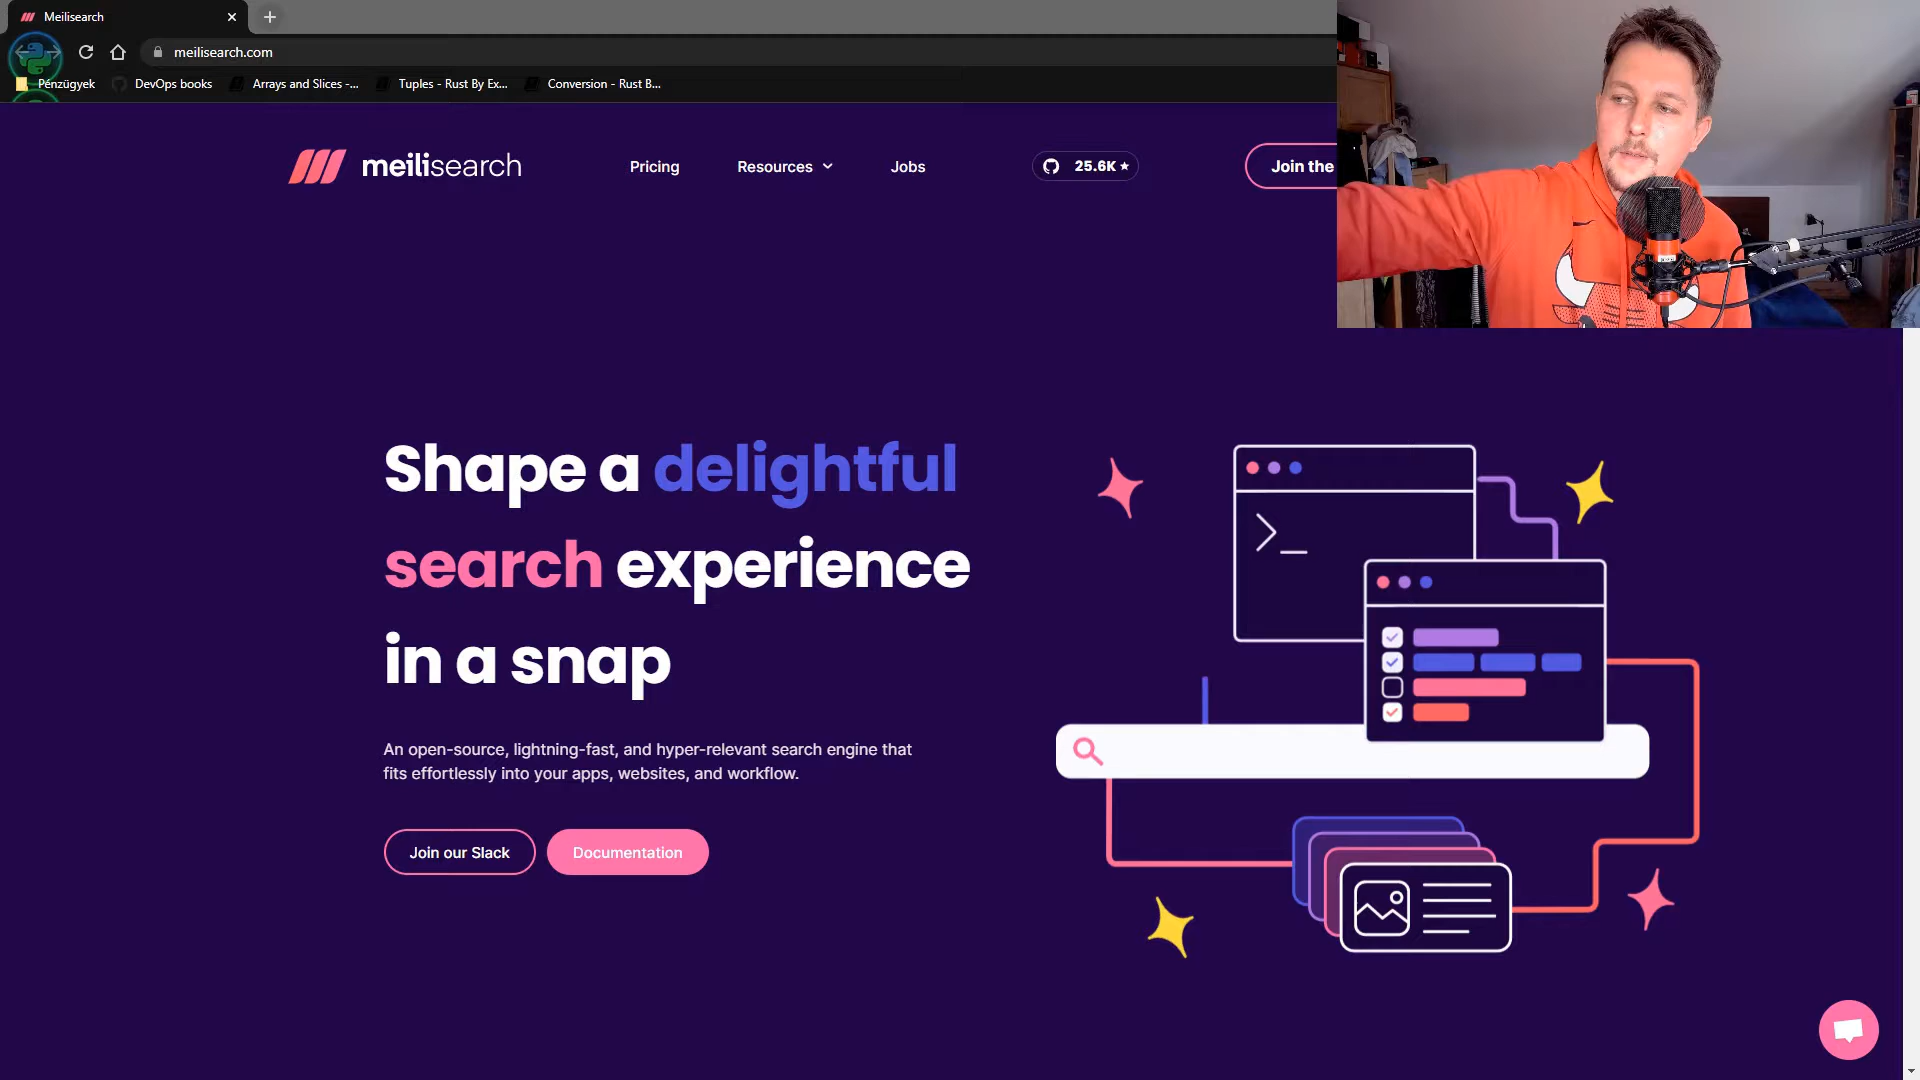 Meilisearch
meilisearch.com
Pénzügyek
DevOps books
Arrays and Slices -...
Tuples - Rust By Ex...
Conversion - Rust B...
meilisearch
Pricing
Resources
Jobs
25.6K ★
Join the
Shape a delightful
search experience
in a snap
An open-source, lightning-fast, and hyper-relevant search engine that
fits effortlessly into your apps, websites, and workflow.
Join our Slack
Documentation